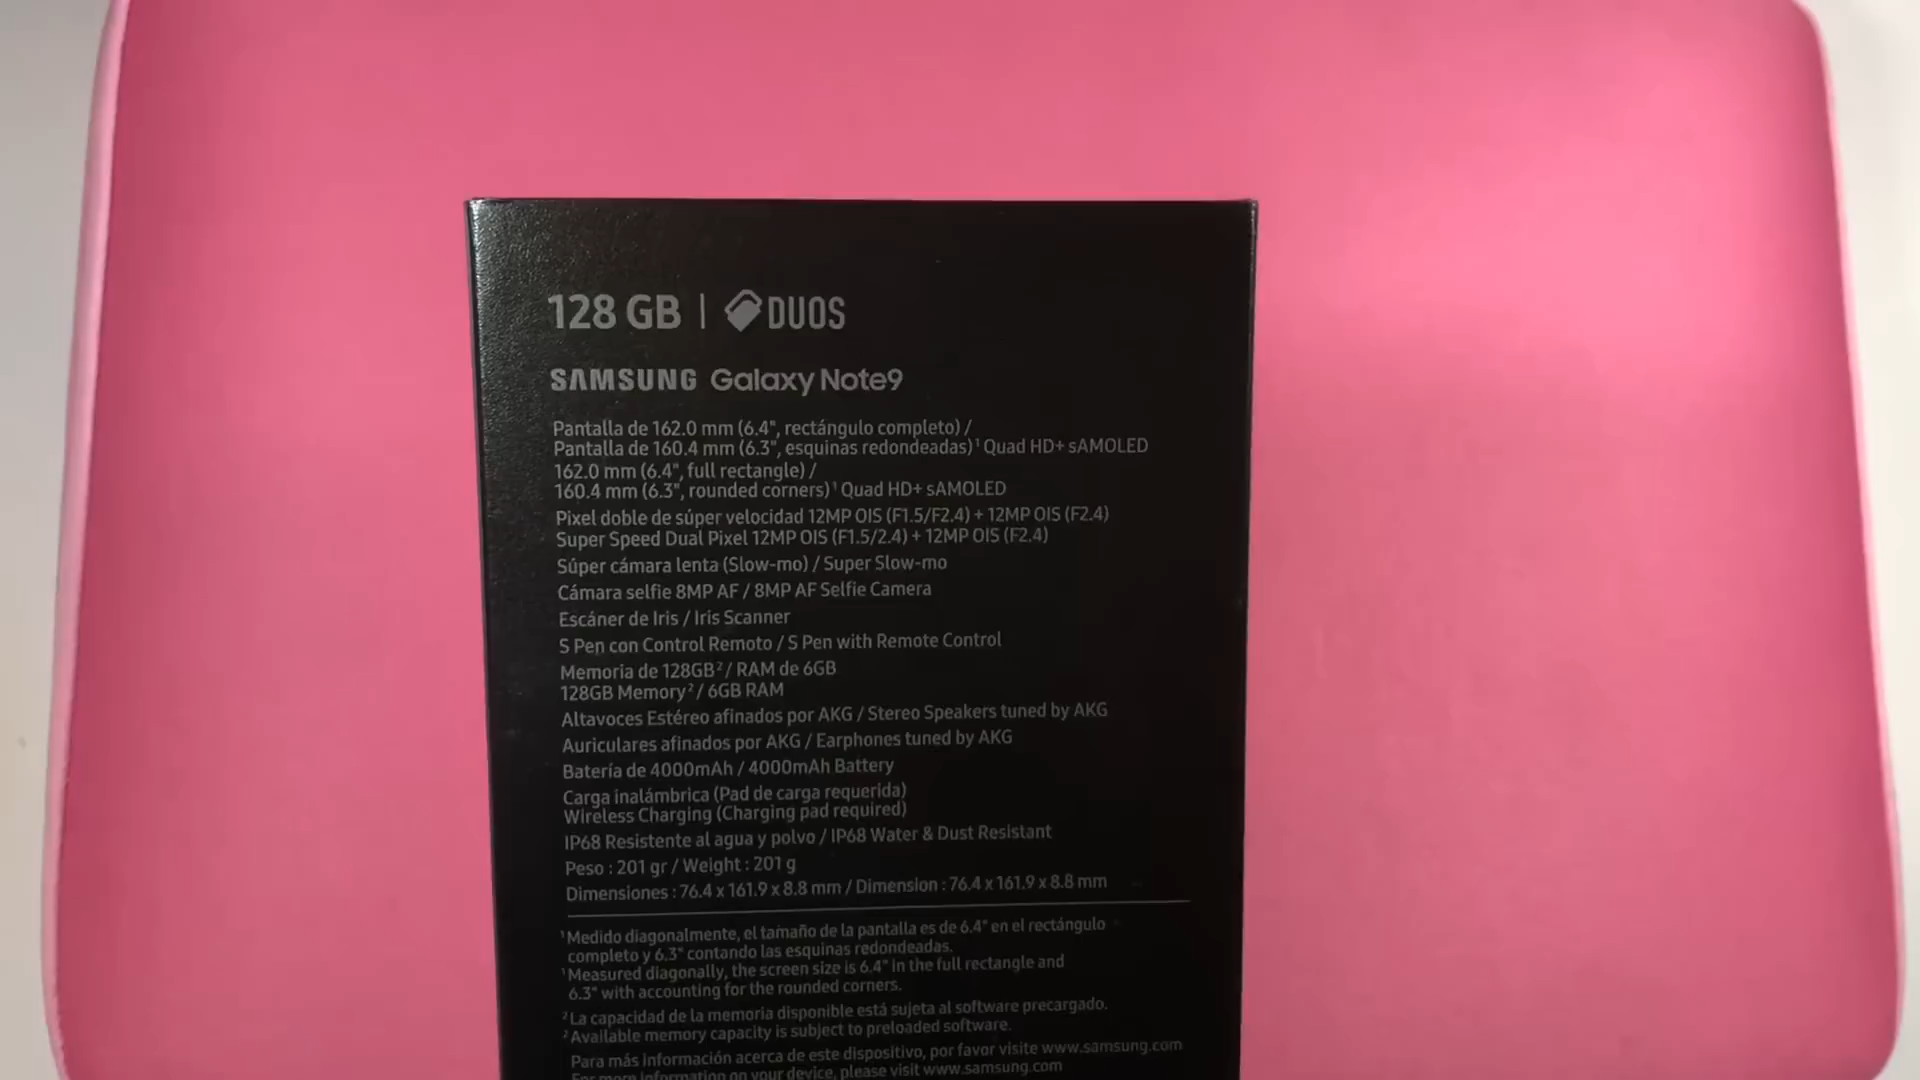 128 GB | DUOS
SAMSUNG Galaxy Note9
Pantalla de 162.0 mm (6.4", rectángulo completo) /
Pantalla de 160.4 mm (6.3", esquinas redondeadas)¹ Quad HD+ sAMOLED
162.0 mm (6.4", full rectangle) /
160.4 mm (6.3", rounded corners)¹ Quad HD+ sAMOLED
Pixel doble de súper velocidad 12MP OIS (F1.5/F2.4) + 12MP OIS (F2.4)
Super Speed Dual Pixel 12MP OIS (F1.5/2.4) + 12MP OIS (F2.4)
Súper cámara lenta (Slow-mo) / Super Slow-mo
Cámara selfie 8MP AF / 8MP AF Selfie Camera
Escáner de Iris / Iris Scanner
S Pen con Control Remoto / S Pen with Remote Control
Memoria de 128GB² / RAM de 6GB
128GB Memory² / 6GB RAM
Altavoces Estéreo afinados por AKG / Stereo Speakers tuned by AKG
Auriculares afinados por AKG / Earphones tuned by AKG
Batería de 4000mAh / 4000mAh Battery
Carga inalámbrica (Pad de carga requerida)
Wireless Charging (Charging pad required)
IP68 Resistente al agua y polvo / IP68 Water & Dust Resistant
Peso : 201 gr / Weight : 201 g
Dimensiones : 76.4 x 161.9 x 8.8 mm / Dimension : 76.4 x 161.9 x 8.8 mm
¹Medido diagonalmente, el tamaño de la pantalla es de 6.4" en el rectángulo
completo y 6.3" contando las esquinas redondeadas.
¹Measured diagonally, the screen size is 6.4" in the full rectangle and
6.3" with accounting for the rounded corners.
²La capacidad de la memoria disponible está sujeta al software precargado.
²Available memory capacity is subject to preloaded software.
Para más información acerca de este dispositivo, por favor visite www.samsung.com
For more information on your device, please visit www.samsung.com